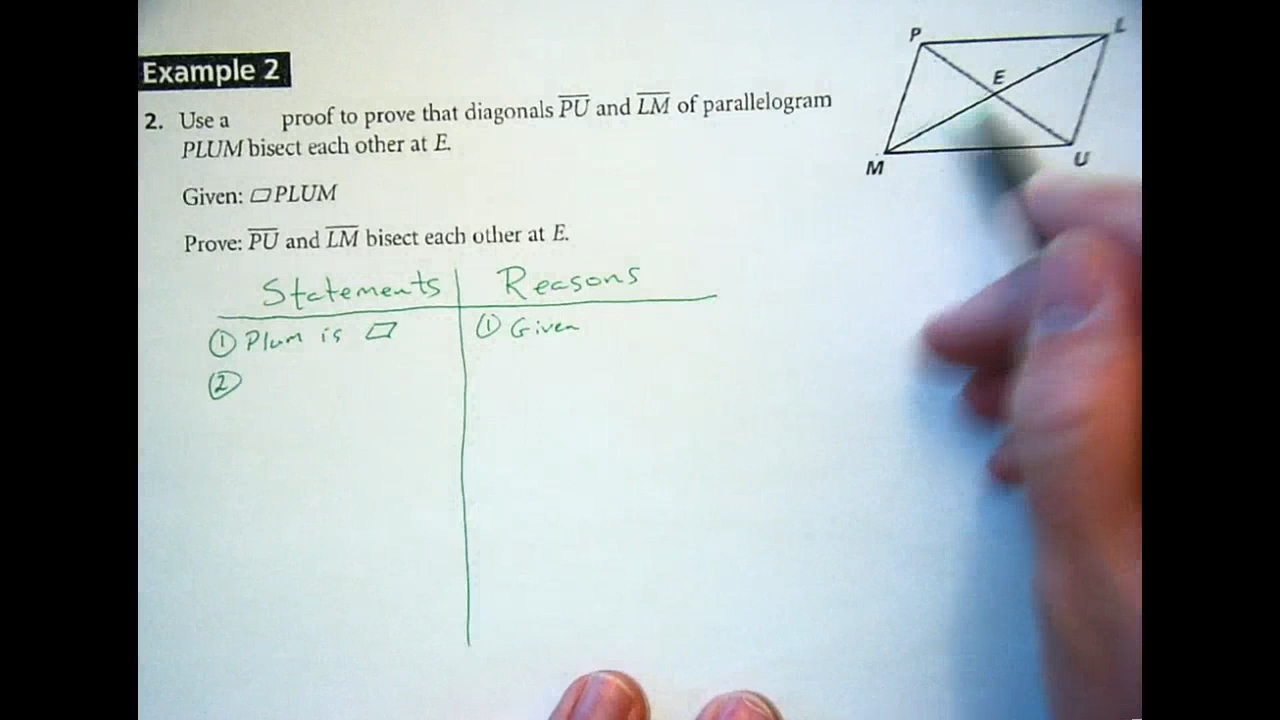 Example 2
2. Use a proof to prove that diagonals PU and LM of parallelogram
PLUM bisect each other at E.
Given: ▱PLUM
Prove: PU and LM bisect each other at E.
Statements Reasons
① Plum is ▱ ① Given
②
P L
E
M U